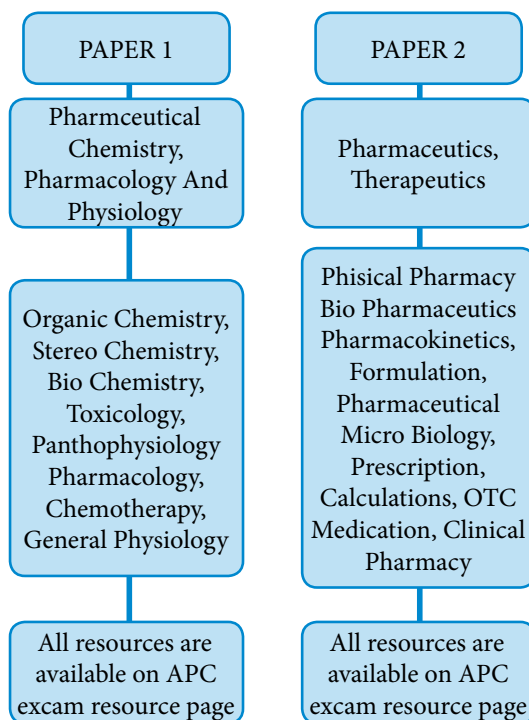 PAPER 1
Pharmceutical
Chemistry,
Pharmacology And
Physiology
Organic Chemistry,
Stereo Chemistry,
Bio Chemistry,
Toxicology,
Panthophysiology
Pharmacology,
Chemotherapy,
General Physiology
All resources are
available on APC
excam resource page
PAPER 2
Pharmaceutics,
Therapeutics
Phisical Pharmacy
Bio Pharmaceutics
Pharmacokinetics,
Formulation,
Pharmaceutical
Micro Biology,
Prescription,
Calculations, OTC
Medication, Clinical
Pharmacy
All resources are
available on APC
excam resource page